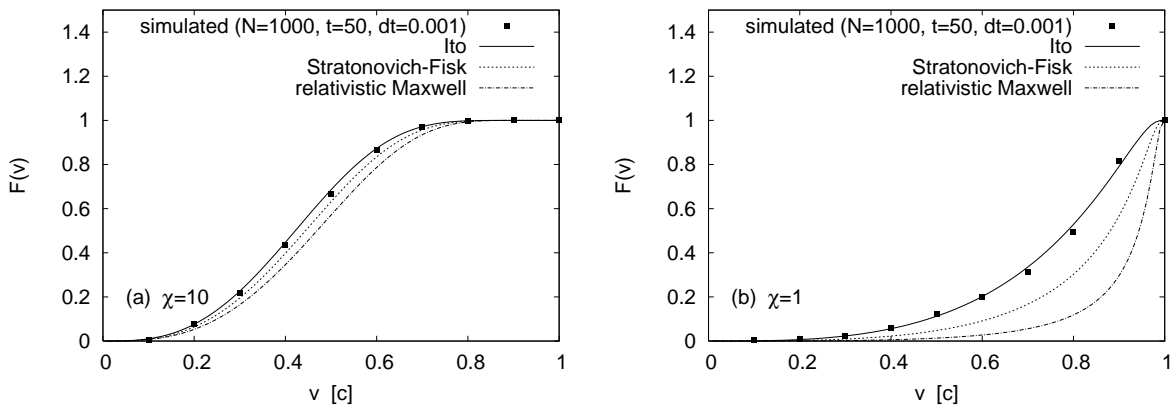 1.4
1.2
1
0.8
0.6
0.4
0.2
0
F(v)
simulated (N=1000, t=50, dt=0.001)
Ito
Stratonovich-Fisk
relativistic Maxwell
(a) χ=10
0 0.2 0.4 0.6 0.8 1
v [c]
1.4
1.2
1
0.8
0.6
0.4
0.2
0
F(v)
simulated (N=1000, t=50, dt=0.001)
Ito
Stratonovich-Fisk
relativistic Maxwell
(b) χ=1
0 0.2 0.4 0.6 0.8 1
v [c]